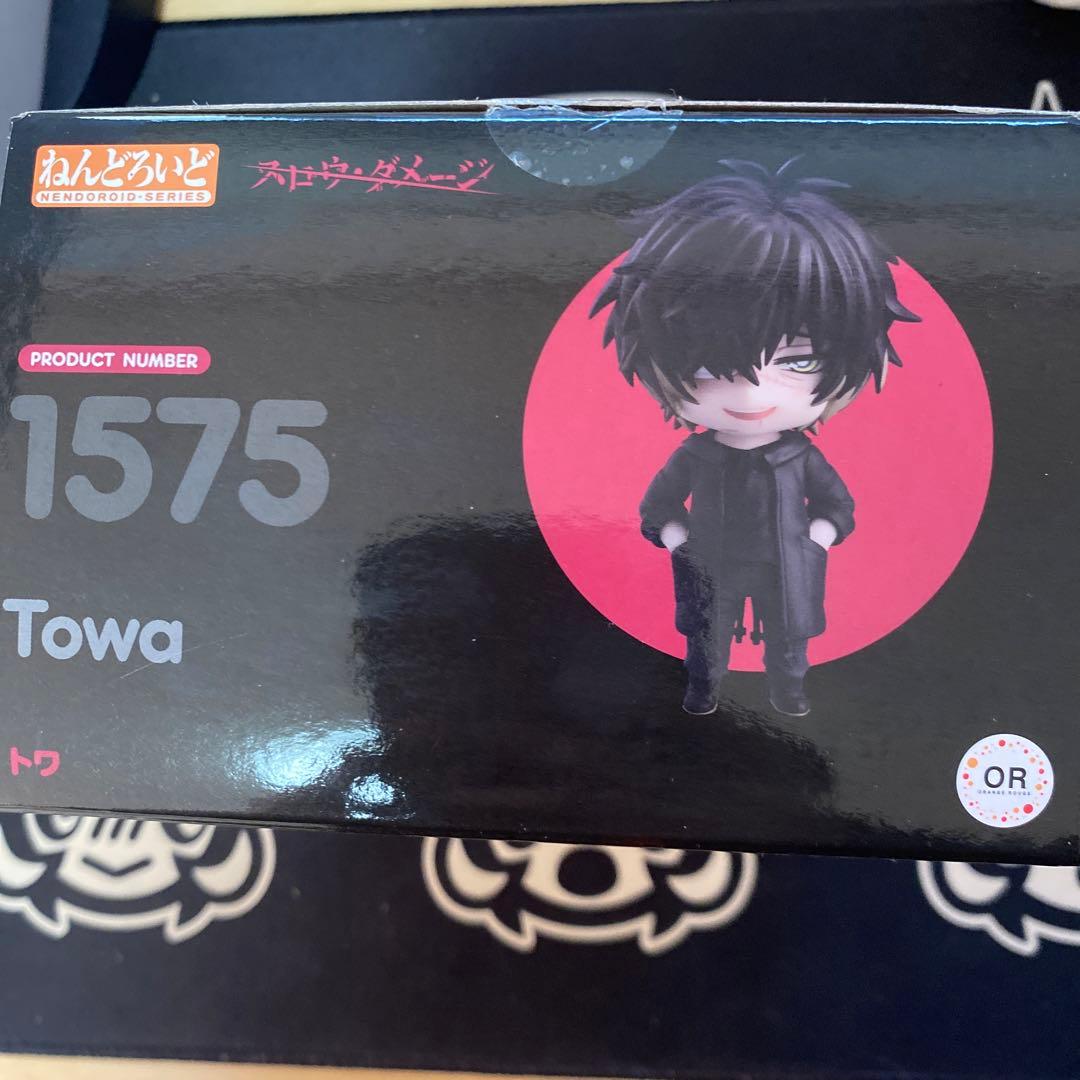 ねんどろいど
NENDOROID-SERIES
スロウ・ダメージ
PRODUCT NUMBER
1575
Towa
トワ
OR
ORANGE ROUGE